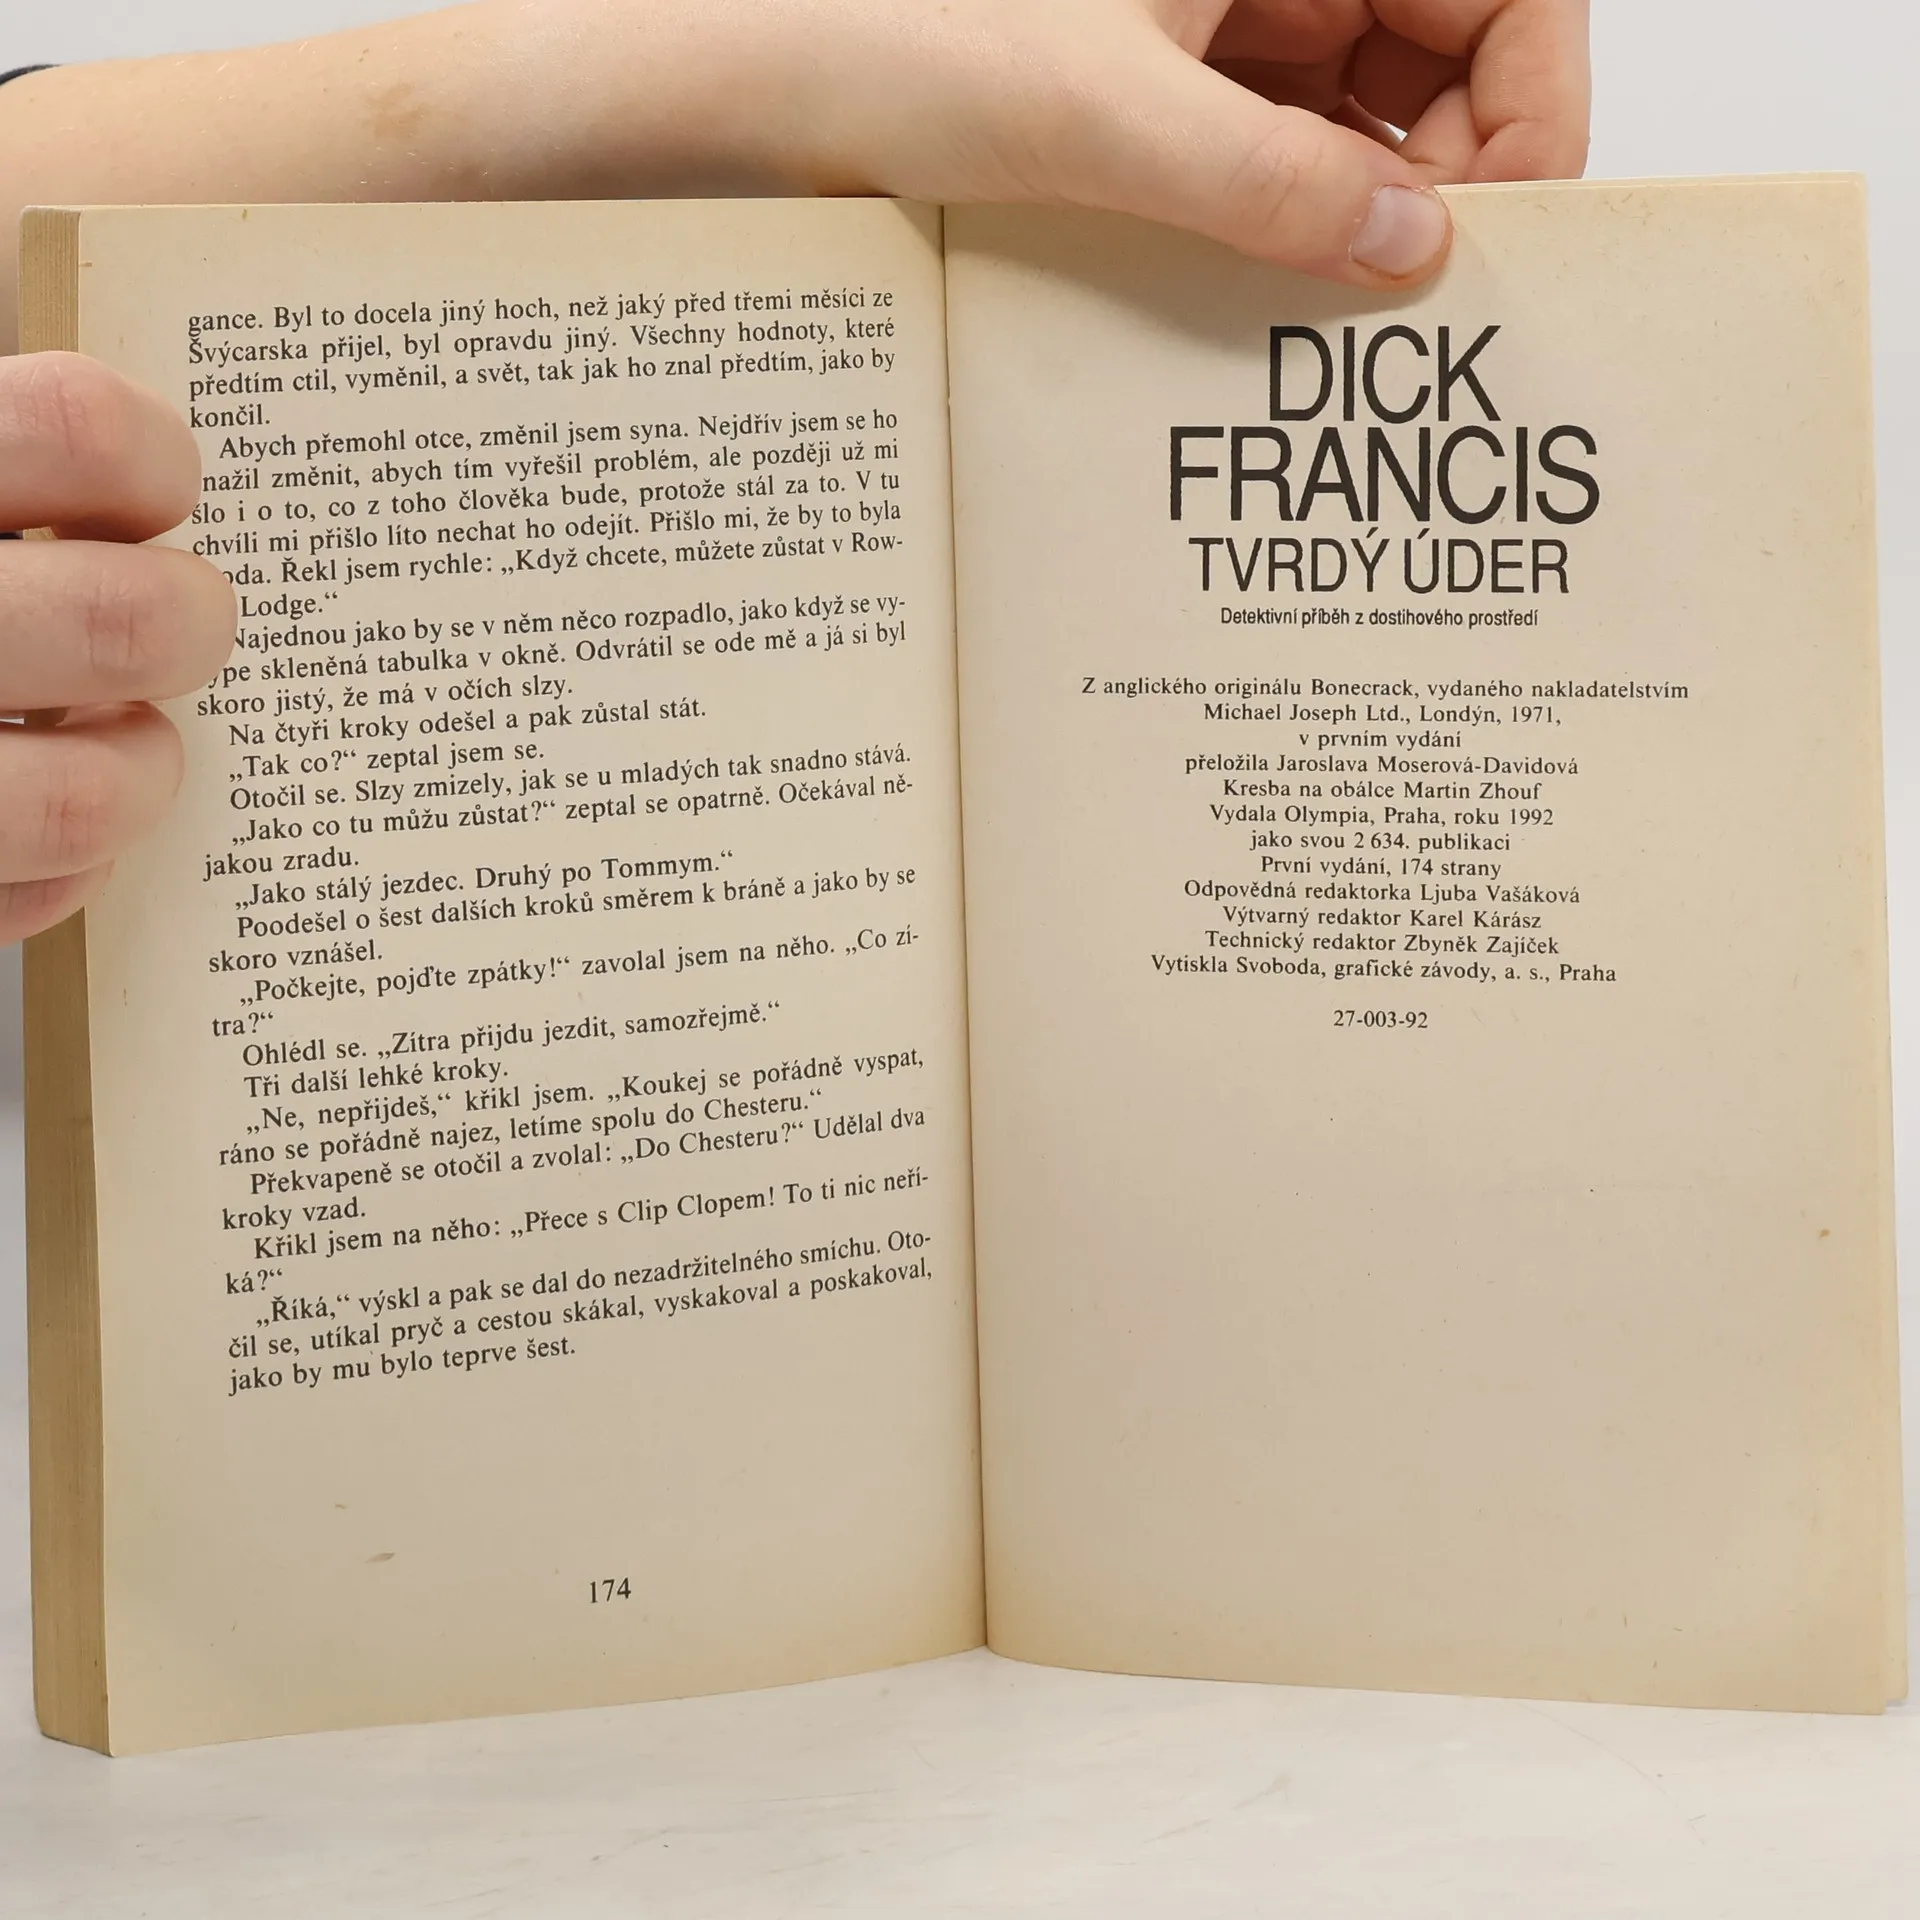 gance. Byl to docela jiný hoch, než jaký před třemi měsíci ze
Švýcarska přijel, byl opravdu jiný. Všechny hodnoty, které
předtím ctil, vyměnil, a svět, tak jak ho znal předtím, jako by
končil.
Abych přemohl otce, změnil jsem syna. Nejdřív jsem se ho
nažil změnit, abych tím vyřešil problém, ale později už mi
šlo i o to, co z toho člověka bude, protože stál za to. V tu
chvíli mi přišlo líto nechat ho odejít. Přišlo mi, že by to byla
Řekl jsem rychle: „Když chcete, můžete zůstat v Row-
Lodge.“
Najednou jako by se v něm něco rozpadlo, jako když se vy-
skleněná tabulka v okně. Odvrátil se ode mě a já si byl
skoro jistý, že má v očích slzy.
Na čtyři kroky odešel a pak zůstal stát.
„Tak co?“ zeptal jsem se.
Otočil se. Slzy zmizely, jak se u mladých tak snadno stává.
„Jako co tu můžu zůstat?“ zeptal se opatrně. Očekával ně-
jakou zradu.
„Jako stálý jezdec. Druhý po Tommym.“
Poodešel o šest dalších kroků směrem k bráně a jako by se
skoro vznášel.
„Počkejte, pojďte zpátky!“ zavolal jsem na něho. „Co zí-
tra?“
Ohlédl se. „Zítra přijdu jezdit, samozřejmě.“
Tři další lehké kroky.
„Ne, nepřijdeš,“ křikl jsem. „Koukej se pořádně vyspat,
ráno se pořádně najez, letíme spolu do Chesteru.“
Překvapeně se otočil a zvolal: „Do Chesteru?“ Udělal dva
kroky vzad.
Křikl jsem na něho: „Přece s Clip Clopem! To ti nic neří-
ká?“
„Říká,“ výskl a pak se dal do nezadržitelného smíchu. Oto-
čil se, utíkal pryč a cestou skákal, vyskakoval a poskakoval,
jako by mu bylo teprve šest.
174
DICK
FRANCIS
TVRDÝ ÚDER
Detektivní příběh z dostihového prostředí
Z anglického originálu Bonecrack, vydaného nakladatelstvím
Michael Joseph Ltd., Londýn, 1971,
v prvním vydání
přeložila Jaroslava Moserová-Davidová
Kresba na obálce Martin Zhouf
Vydala Olympia, Praha, roku 1992
jako svou 2 634. publikaci
První vydání, 174 strany
Odpovědná redaktorka Ljuba Vašáková
Výtvarný redaktor Karel Kárász
Technický redaktor Zbyněk Zajíček
Vytiskla Svoboda, grafické závody, a. s., Praha
27-003-92